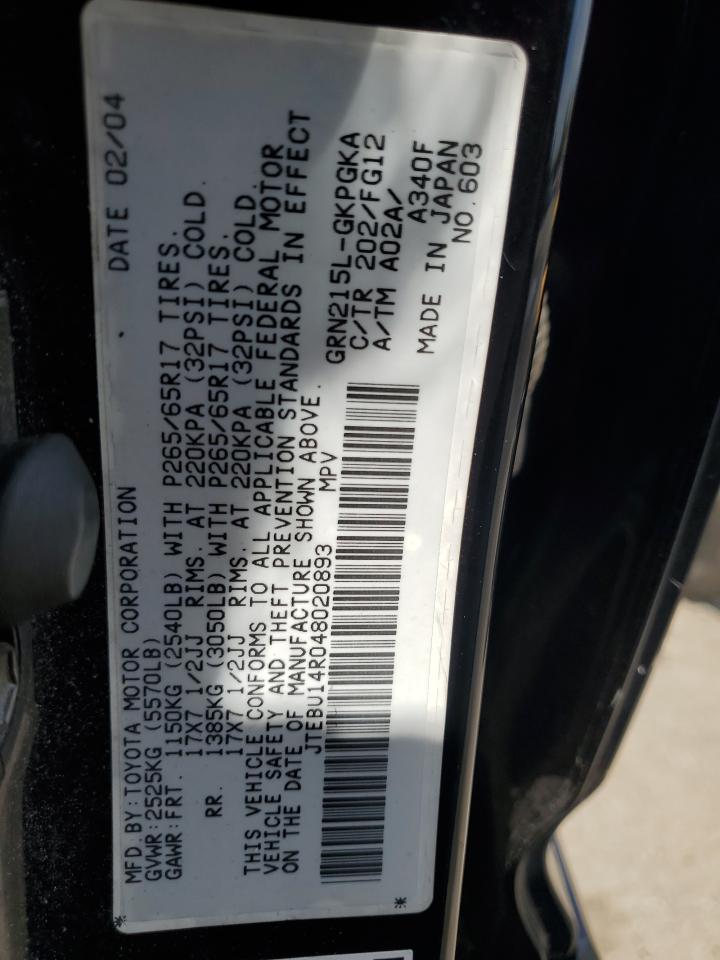 MFD. BY: TOYOTA MOTOR CORPORATION DATE 02/04
GVWR: 2525KG (5570LB)
GAWR: FRT. 1150KG (2540LB) WITH P265/65R17 TIRES.
17X7 1/2JJ RIMS. AT 220KPA (32PSI) COLD.
RR. 1385KG (3050LB) WITH P265/65R17 TIRES.
17X7 1/2JJ RIMS. AT 220KPA (32PSI) COLD.
THIS VEHICLE CONFORMS TO ALL APPLICABLE FEDERAL MOTOR
VEHICLE SAFETY AND THEFT PREVENTION STANDARDS IN EFFECT
ON THE DATE OF MANUFACTURE SHOWN ABOVE.
JTEBU14R048020893 MPV
GRN215L-GKPGKA
C/TR 202/FG12
A/TM A02A/
A340F
MADE IN JAPAN
NO. 603
* *